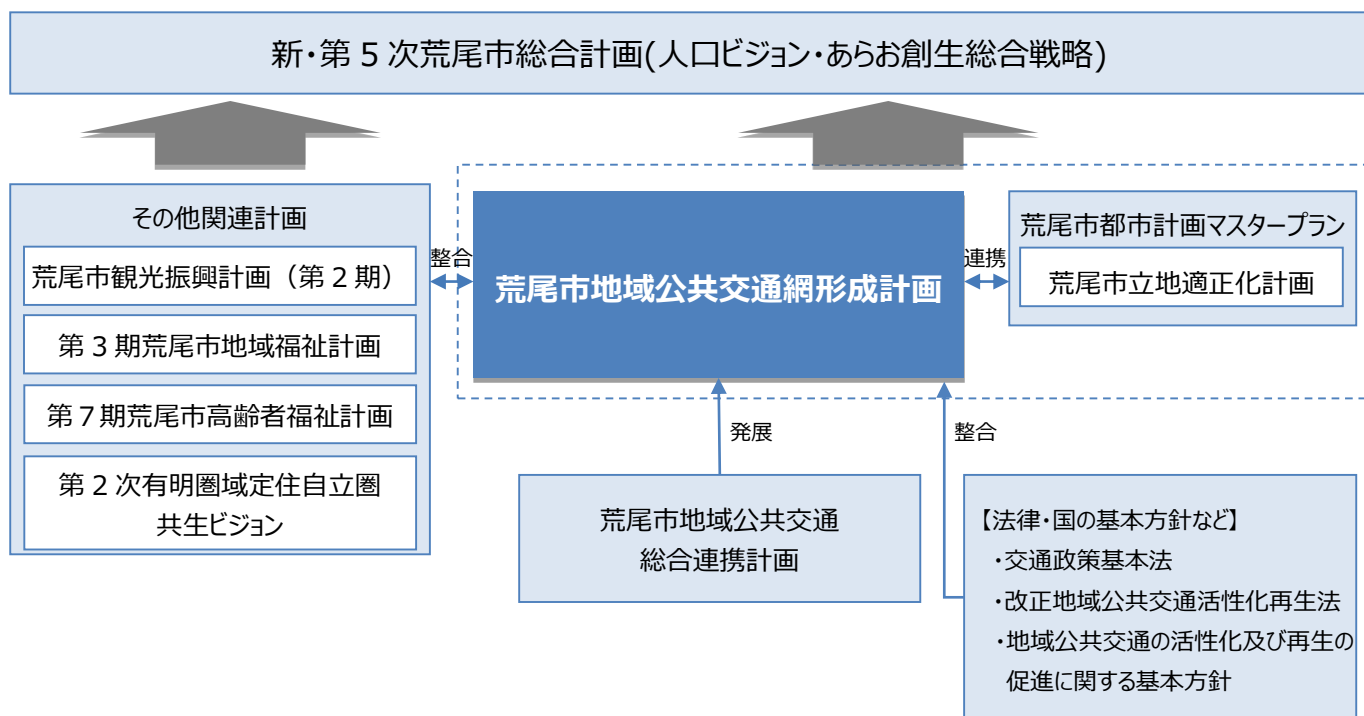 新・第５次荒尾市総合計画(人口ビジョン・あらお創生総合戦略)
その他関連計画
荒尾市観光振興計画（第２期）
第３期荒尾市地域福祉計画
第７期荒尾市高齢者福祉計画
第２次有明圏域定住自立圏
共生ビジョン
整合
荒尾市地域公共交通網形成計画
連携
荒尾市都市計画マスタープラン
荒尾市立地適正化計画
発展
整合
荒尾市地域公共交通
総合連携計画
【法律・国の基本方針など】
・交通政策基本法
・改正地域公共交通活性化再生法
・地域公共交通の活性化及び再生の
促進に関する基本方針